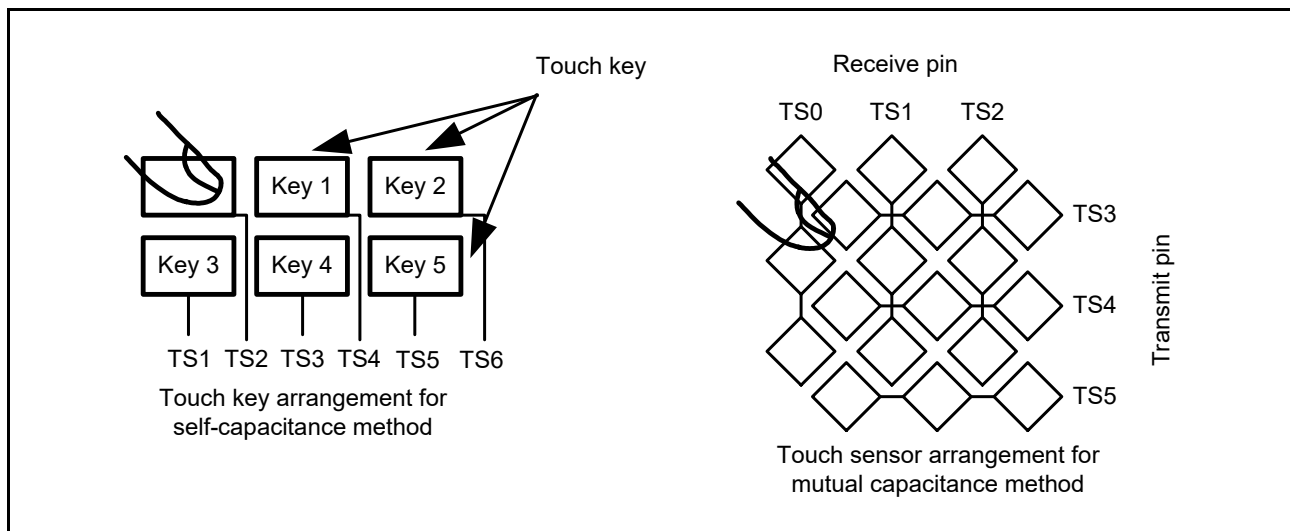 Touch key
Key 1
Key 2
Key 3
Key 4
Key 5
TS1
TS2
TS3
TS4
TS5
TS6
Touch key arrangement for
self-capacitance method
Receive pin
TS0
TS1
TS2
TS3
TS4
TS5
Transmit pin
Touch sensor arrangement for
mutual capacitance method